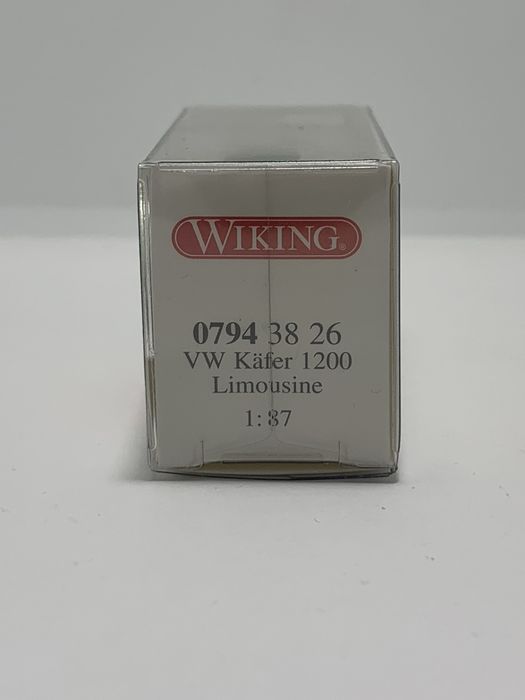 WIKING®
0794 38 26
VW Käfer 1200
Limousine
1:87